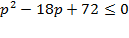 p² − 18p + 72 ≤ 0